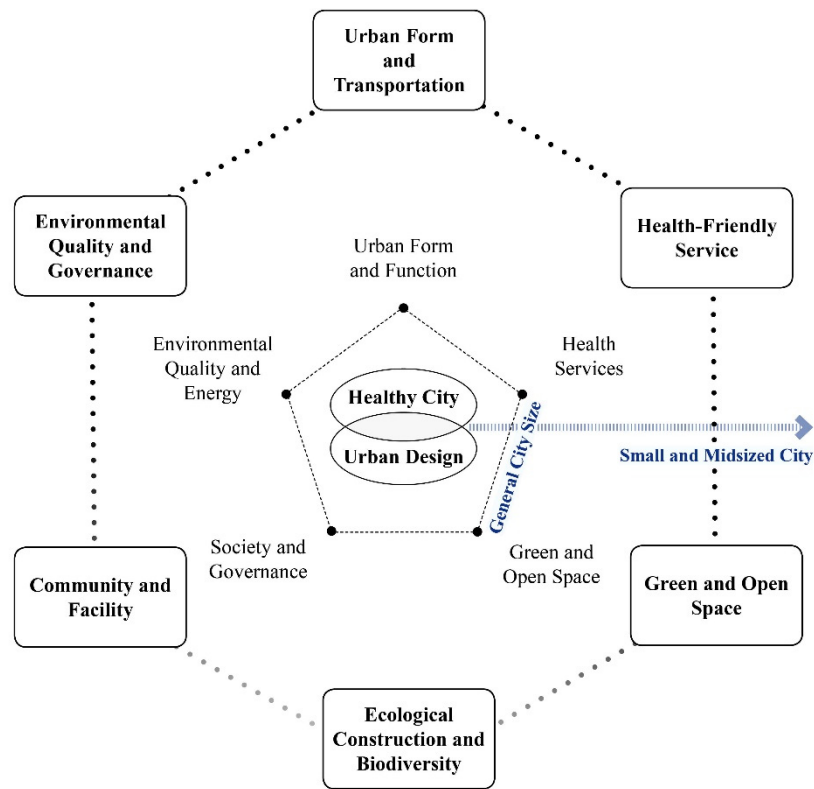 Urban Form
and
Transportation
Environmental
Quality and
Governance
Health-Friendly
Service
Urban Form
and Function
Environmental
Quality and
Energy
Health
Services
Healthy City
Urban Design
General City Size
Small and Midsized City
Society and
Governance
Green and
Open Space
Community and
Facility
Green and Open
Space
Ecological
Construction and
Biodiversity